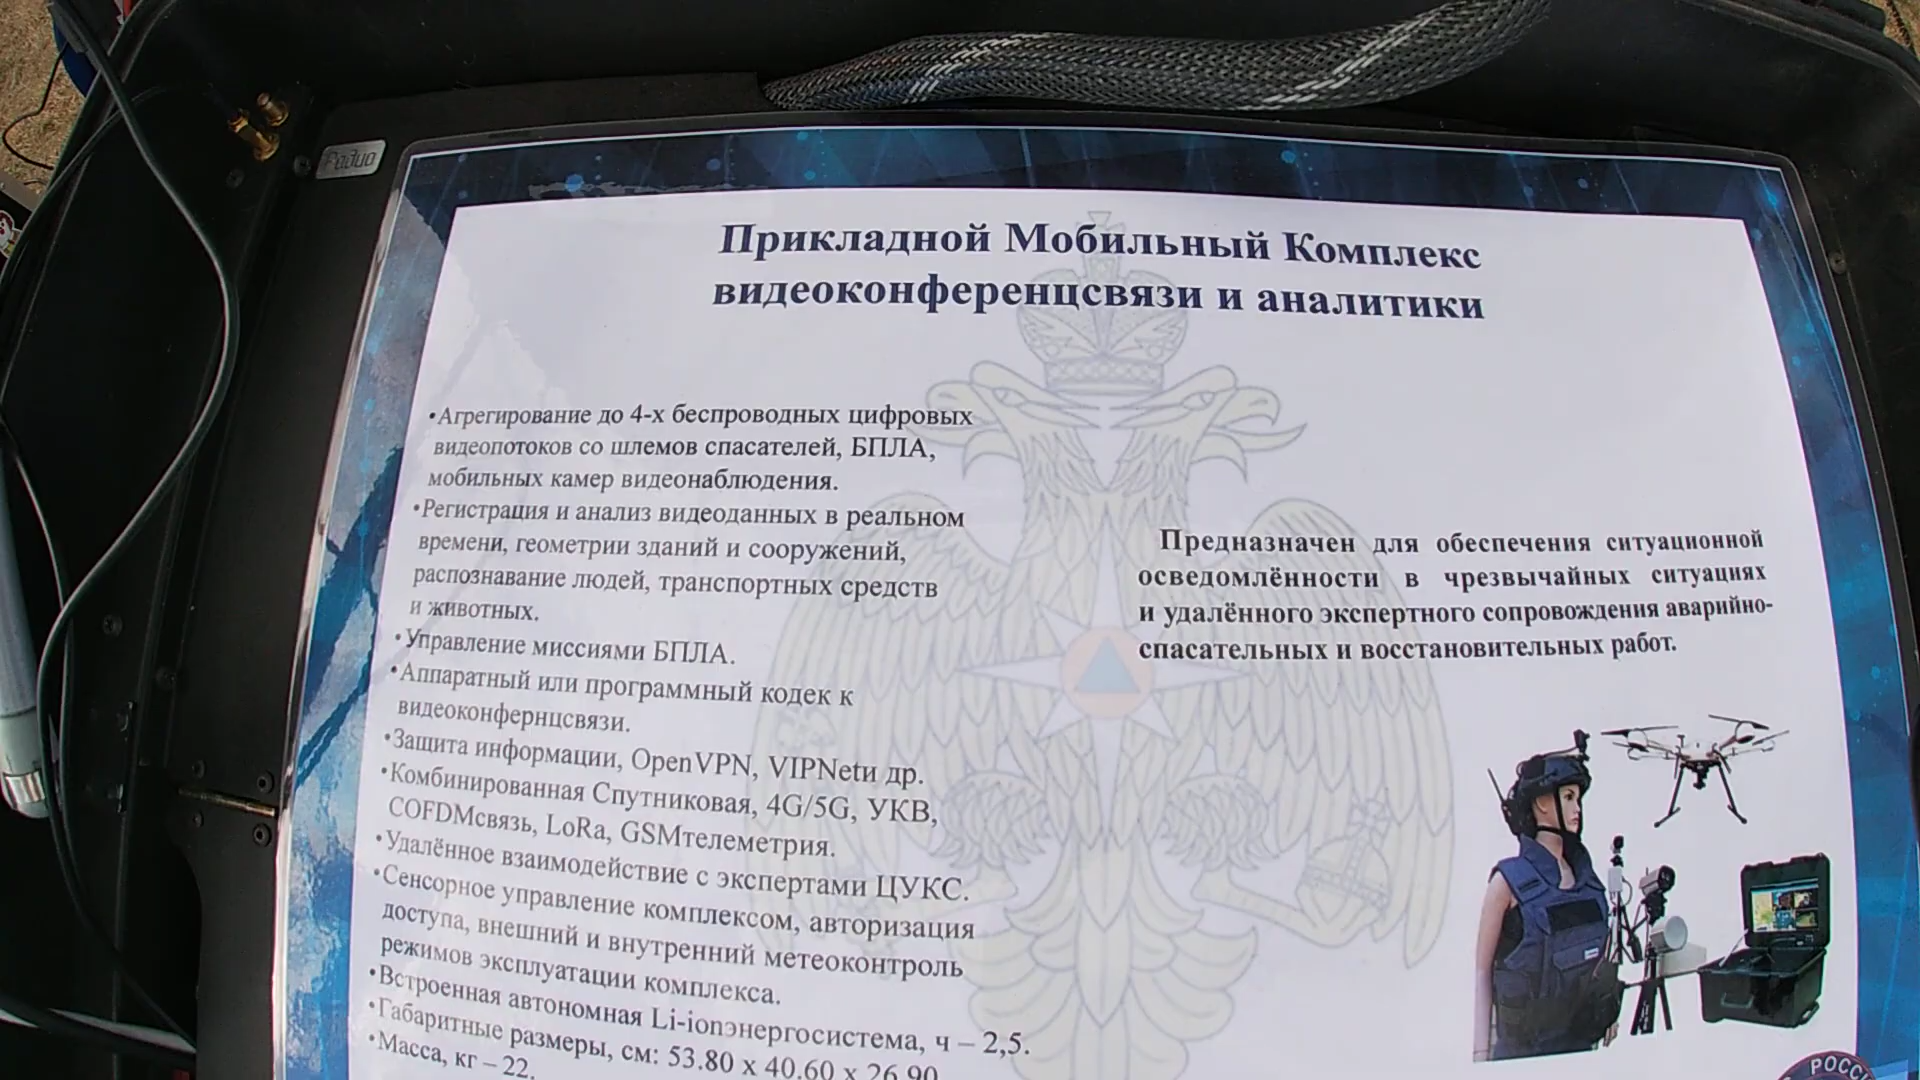 Радио
Прикладной Мобильный Комплекс
видеоконференцсвязи и аналитики
•Агрегирование до 4-х беспроводных цифровых
видеопотоков со шлемов спасателей, БПЛА,
мобильных камер видеонаблюдения.
•Регистрация и анализ видеоданных в реальном
времени, геометрии зданий и сооружений,
распознавание людей, транспортных средств
и животных.
•Управление миссиями БПЛА.
•Аппаратный или программный кодек к
видеоконфернцсвязи.
•Защита информации, OpenVPN, VIPNetи др.
•Комбинированная Спутниковая, 4G/5G, УКВ,
COFDMсвязь, LoRa, GSMтелеметрия.
•Удалённое взаимодействие с экспертами ЦУКС.
•Сенсорное управление комплексом, авторизация
доступа, внешний и внутренний метеоконтроль
режимов эксплуатации комплекса.
•Встроенная автономная Li-ionэнергосистема, ч – 2,5.
•Габаритные размеры, см: 53.80 x 40.60 x 26.90
•Масса, кг – 22.
Предназначен для обеспечения ситуационной
осведомлённости в чрезвычайных ситуациях
и удалённого экспертного сопровождения аварийно-
спасательных и восстановительных работ.